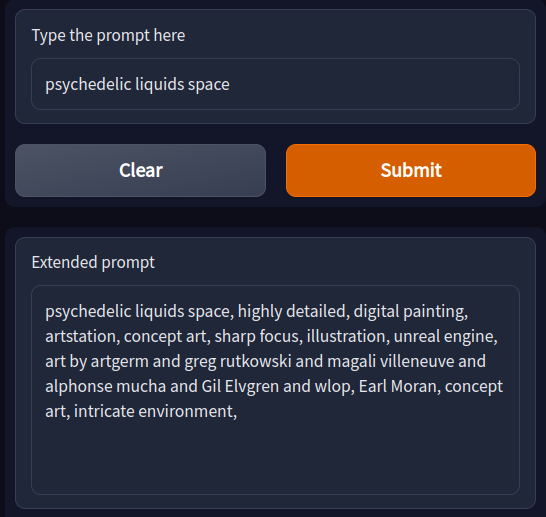 Type the prompt here
psychedelic liquids space
Clear
Submit
Extended prompt
psychedelic liquids space, highly detailed, digital painting,
artstation, concept art, sharp focus, illustration, unreal engine,
art by artgerm and greg rutkowski and magali villeneuve and
alphonse mucha and Gil Elvgren and wlop, Earl Moran, concept
art, intricate environment,